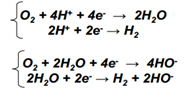 O₂ + 4H⁺ + 4e⁻ → 2H₂O
2H⁺ + 2e⁻ → H₂
O₂ + 2H₂O + 4e⁻ → 4HO⁻
2H₂O + 2e⁻ → H₂ + 2HO⁻